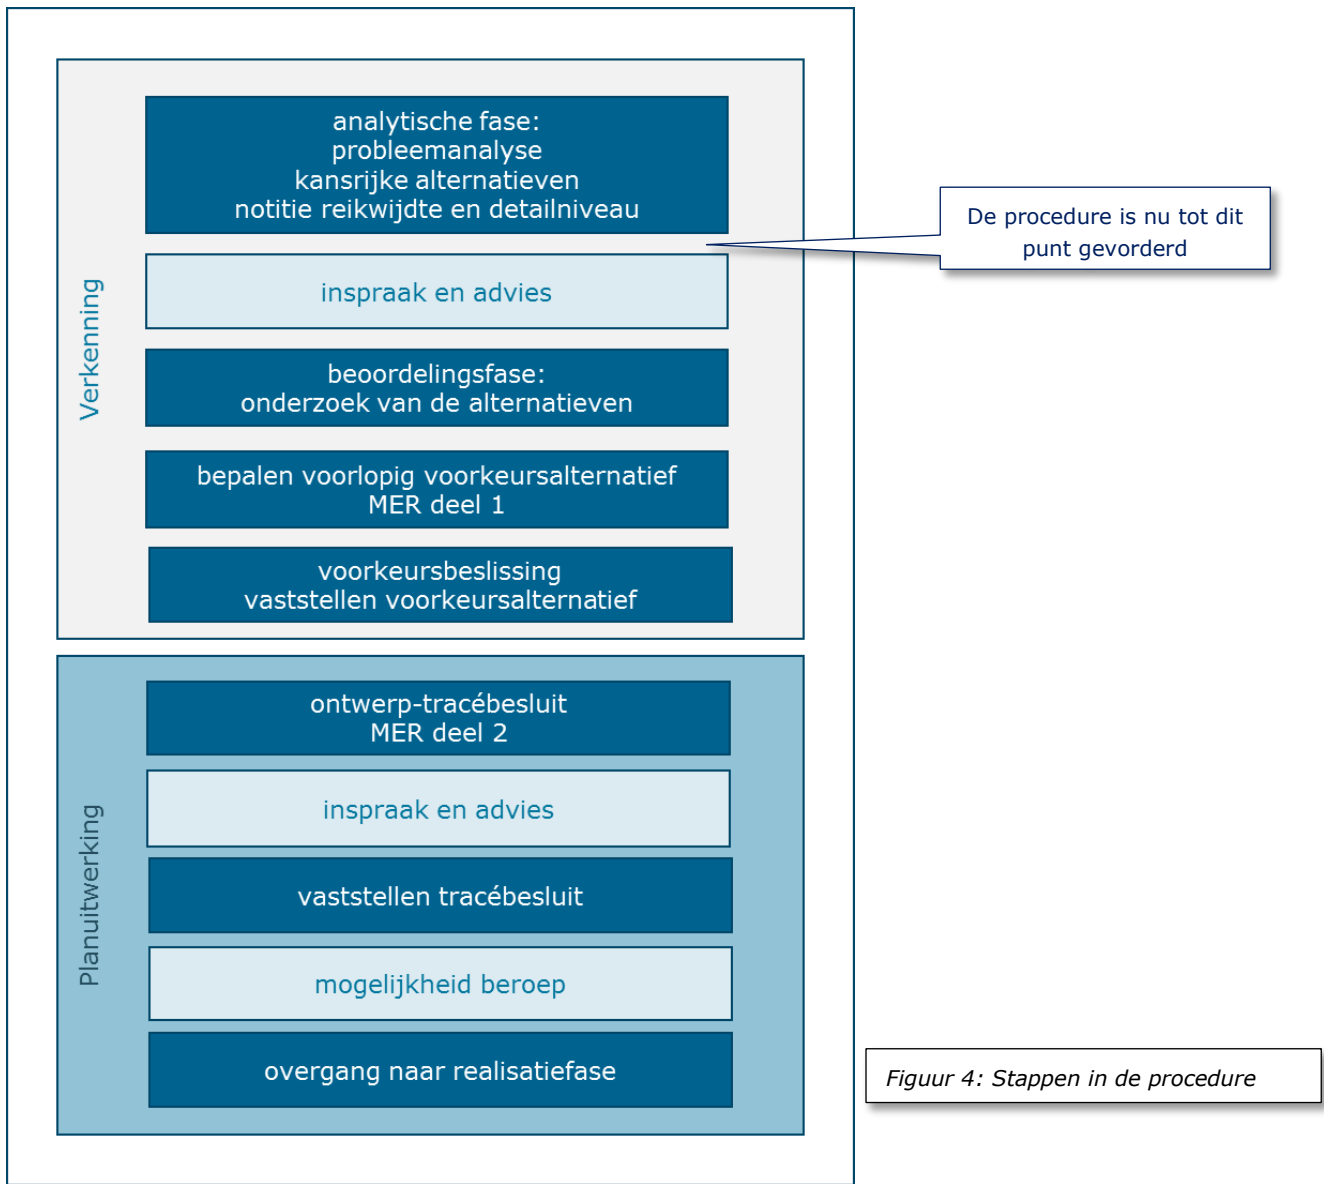 Verkenning
analytische fase:
probleemanalyse
kansrijke alternatieven
notitie reikwijdte en detailniveau
De procedure is nu tot dit
punt gevorderd
inspraak en advies
beoordelingsfase:
onderzoek van de alternatieven
bepalen voorlopig voorkeursalternatief
MER deel 1
voorkeursbeslissing
vaststellen voorkeursalternatief
Planuitwerking
ontwerp-tracébesluit
MER deel 2
inspraak en advies
vaststellen tracébesluit
mogelijkheid beroep
overgang naar realisatiefase
Figuur 4: Stappen in de procedure